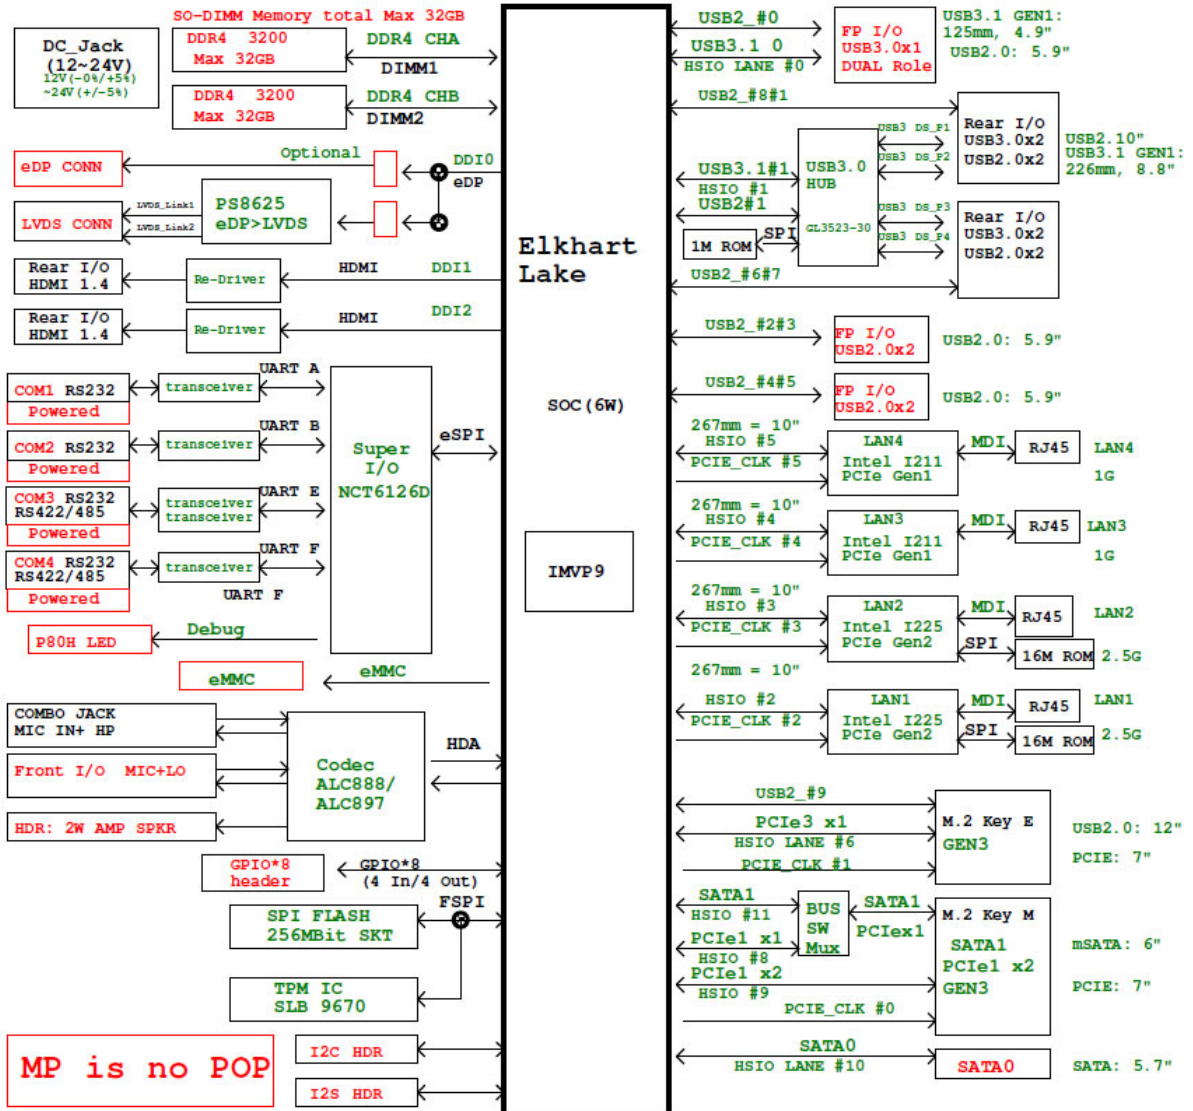 SO-DIMM Memory total Max 32GB
DC_Jack
(12~24V)
12V(-0%/+5%)
~24V(+/-5%)
DDR4 3200
Max 32GB
DDR4 CHA
DIMM1
DDR4 3200
Max 32GB
DDR4 CHB
DIMM2
eDP CONN
Optional
DDI0
eDP
LVDS CONN
LVDS_Link1
LVDS_Link2
PS8625
eDP>LVDS
Rear I/O
HDMI 1.4
Re-Driver
HDMI
DDI1
Rear I/O
HDMI 1.4
Re-Driver
HDMI
DDI2
COM1 RS232
Powered
transceiver
UART A
COM2 RS232
Powered
transceiver
UART B
COM3 RS232
RS422/485
Powered
transceiver
transceiver
UART E
COM4 RS232
RS422/485
Powered
transceiver
UART F
UART F
Super
I/O
NCT6126D
eSPI
P80H LED
Debug
eMMC
eMMC
COMBO JACK
MIC IN+ HP
Front I/O MIC+LO
HDR: 2W AMP SPKR
Codec
ALC888/
ALC897
HDA
GPIO*8
header
GPIO*8
(4 In/4 Out)
FSPI
SPI FLASH
256MBit SKT
TPM IC
SLB 9670
MP is no POP
I2C HDR
I2S HDR
Elkhart
Lake
SOC(6W)
IMVP9
USB2_#0
USB3.1 0
HSIO LANE #0
FP I/O
USB3.0x1
DUAL Role
USB3.1 GEN1:
125mm, 4.9"
USB2.0: 5.9"
USB2_#8#1
USB3.1#1
HSIO #1
USB2#1
1M ROM
SPI
USB3.0
HUB
GL3523-30
USB3 DS_P1
USB3 DS_P2
USB3 DS_P3
USB3 DS_P4
Rear I/O
USB3.0x2
USB2.0x2
USB2.10"
USB3.1 GEN1:
226mm, 8.8"
Rear I/O
USB3.0x2
USB2.0x2
USB2_#6#7
USB2_#2#3
FP I/O
USB2.0x2
USB2.0: 5.9"
USB2_#4#5
FP I/O
USB2.0x2
USB2.0: 5.9"
267mm = 10"
HSIO #5
PCIE_CLK #5
LAN4
Intel I211
PCIe Gen1
MDI
RJ45
LAN4
1G
267mm = 10"
HSIO #4
PCIE_CLK #4
LAN3
Intel I211
PCIe Gen1
MDI
RJ45
LAN3
1G
267mm = 10"
HSIO #3
PCIE_CLK #3
LAN2
Intel I225
PCIe Gen2
MDI
RJ45
LAN2
SPI
16M ROM
2.5G
267mm = 10"
HSIO #2
PCIE_CLK #2
LAN1
Intel I225
PCIe Gen2
MDI
RJ45
LAN1
SPI
16M ROM
2.5G
USB2_#9
PCIe3 x1
HSIO LANE #6
PCIE_CLK #1
M.2 Key E
GEN3
USB2.0: 12"
PCIE: 7"
SATA1
HSIO #11
PCIe1 x1
HSIO #8
PCIe1 x2
HSIO #9
PCIE_CLK #0
BUS
SW
Mux
SATA1
PCIex1
M.2 Key M
SATA1
PCIe1 x2
GEN3
mSATA: 6"
PCIE: 7"
SATA0
HSIO LANE #10
SATA0
SATA: 5.7"